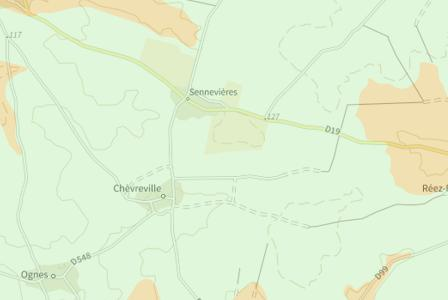 117
Sennevières
127
D19
Chèvreville
Réez-F
D548
Ognes
D99